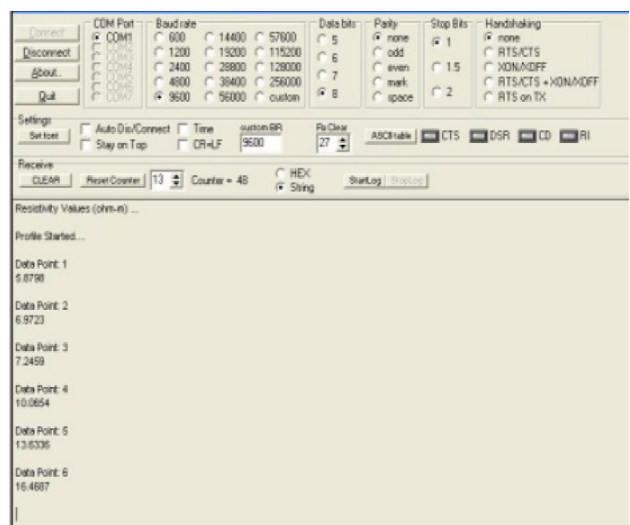 Connect
Disconnect
About..
Quit
COM Port
COM1
COM2
COM3
COM4
COM5
COM6
COM7
Baud rate
600
1200
2400
4800
9600
14400
19200
28800
38400
56000
57600
115200
128000
256000
custom
Data bits
5
6
7
8
Parity
none
odd
even
mark
space
Stop Bits
1
1.5
2
Handshaking
none
RTS/CTS
XON/XOFF
RTS/CTS + XON/XOFF
RTS on TX
Settings
Set font
Auto Dis/Connect
Stay on Top
Time
CR=LF
custom BR
9600
Rx Clear
27
ASCII table
CTS
DSR
CD
RI
Receive
CLEAR
Reset Counter
13
Counter = 48
HEX
String
StartLog
StopLog
Resistivity Values (ohm-m) ...
Profile Started....
Data Point: 1
5.8798
Data Point: 2
6.9723
Data Point: 3
7.2459
Data Point: 4
10.0654
Data Point: 5
13.6336
Data Point: 6
16.4687